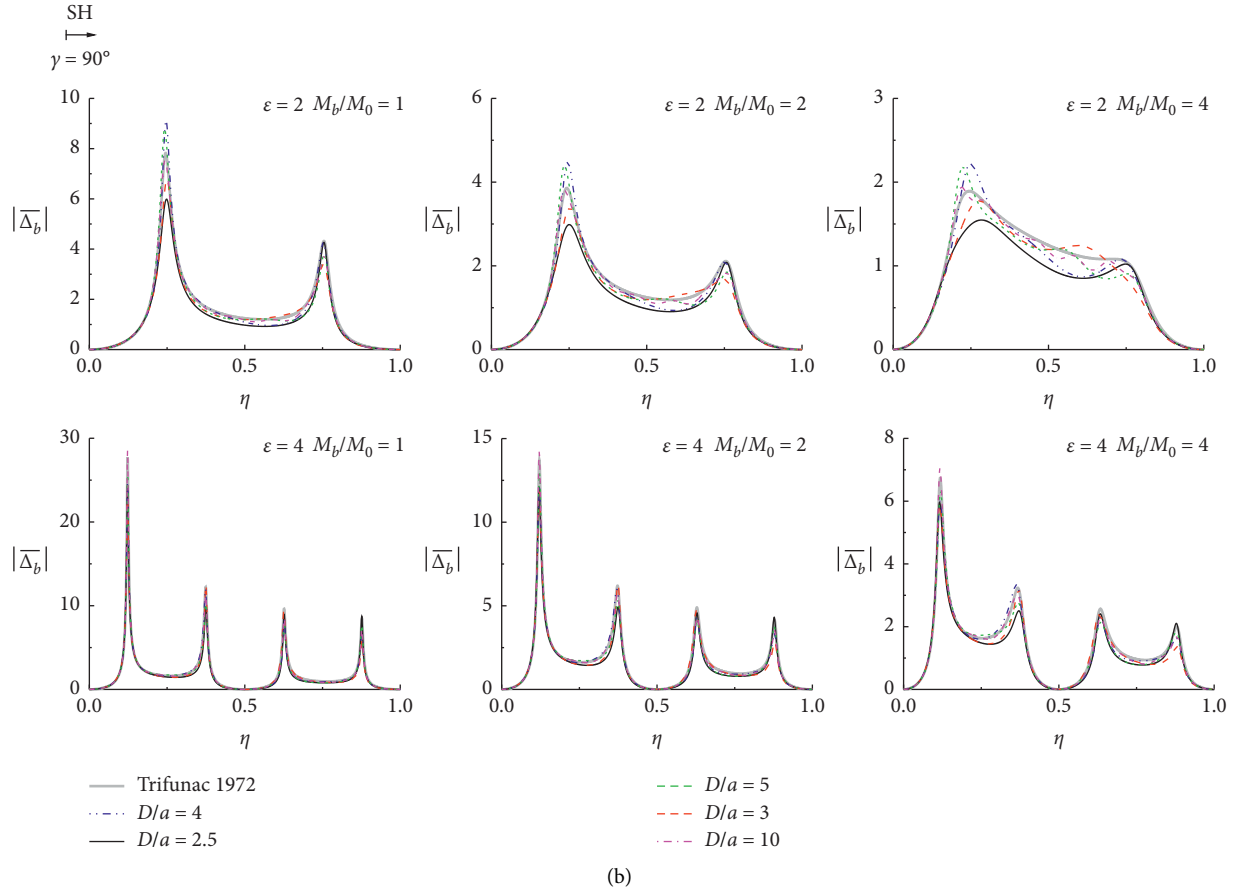 SH
γ = 90°
ε = 2 M_b/M_0 = 1
10
8
6
4
2
0
|Δ_b|
0.0 0.5 1.0
η
ε = 2 M_b/M_0 = 2
6
4
2
0
|Δ_b|
0.0 0.5 1.0
η
ε = 2 M_b/M_0 = 4
3
2
1
0
|Δ_b|
0.0 0.5 1.0
η
ε = 4 M_b/M_0 = 1
30
20
10
0
|Δ_b|
0.0 0.5 1.0
η
ε = 4 M_b/M_0 = 2
15
10
5
0
|Δ_b|
0.0 0.5 1.0
η
ε = 4 M_b/M_0 = 4
8
6
4
2
0
|Δ_b|
0.0 0.5 1.0
η
Trifunac 1972
D/a = 4
D/a = 2.5
D/a = 5
D/a = 3
D/a = 10
(b)